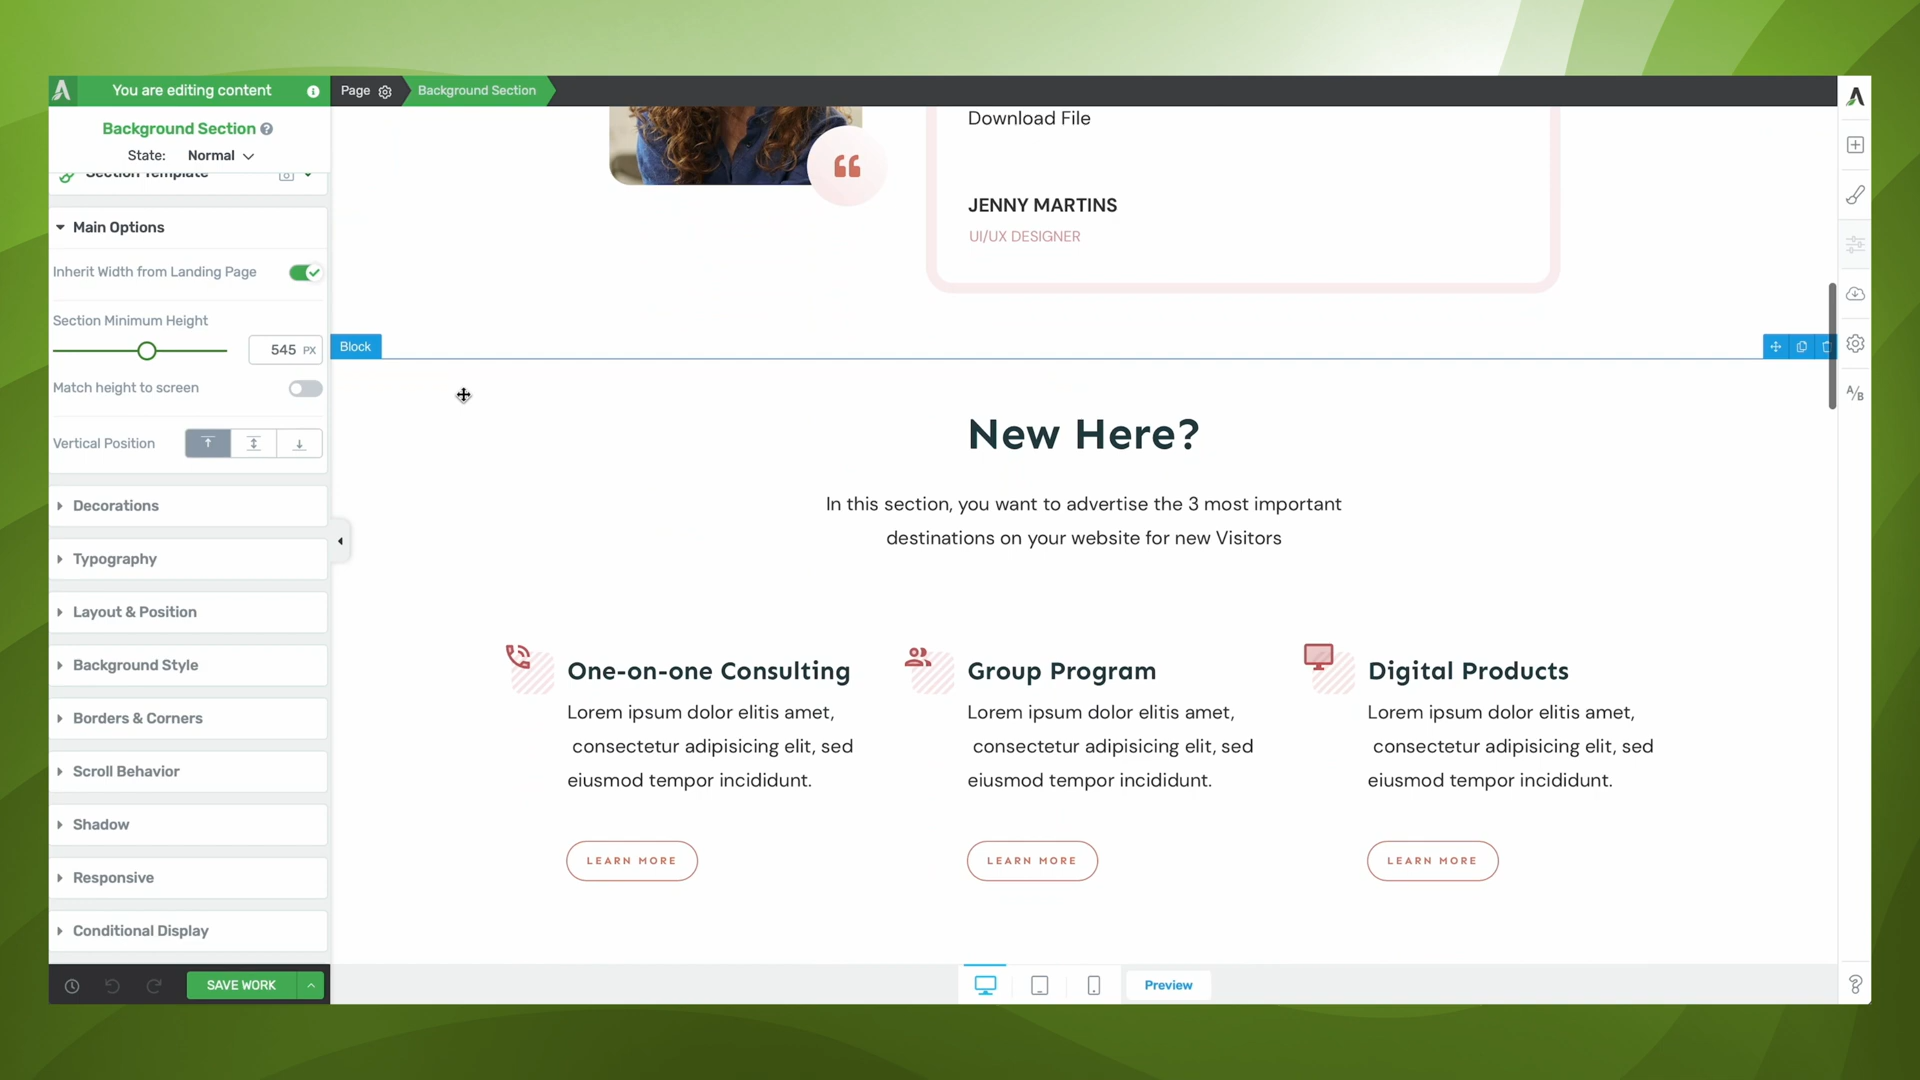 You are editing content
Page
Background Section
Background Section
State: Normal
Section Template
Main Options
Inherit Width from Landing Page
Section Minimum Height
545 PX
Match height to screen
Vertical Position
Decorations
Typography
Layout & Position
Background Style
Borders & Corners
Scroll Behavior
Shadow
Responsive
Conditional Display
SAVE WORK
Download File
JENNY MARTINS
UI/UX DESIGNER
Block
New Here?
In this section, you want to advertise the 3 most important
destinations on your website for new Visitors
One-on-one Consulting
Lorem ipsum dolor elitis amet,
consectetur adipisicing elit, sed
eiusmod tempor incididunt.
LEARN MORE
Group Program
Lorem ipsum dolor elitis amet,
consectetur adipisicing elit, sed
eiusmod tempor incididunt.
LEARN MORE
Digital Products
Lorem ipsum dolor elitis amet,
consectetur adipisicing elit, sed
eiusmod tempor incididunt.
LEARN MORE
Preview
A/B